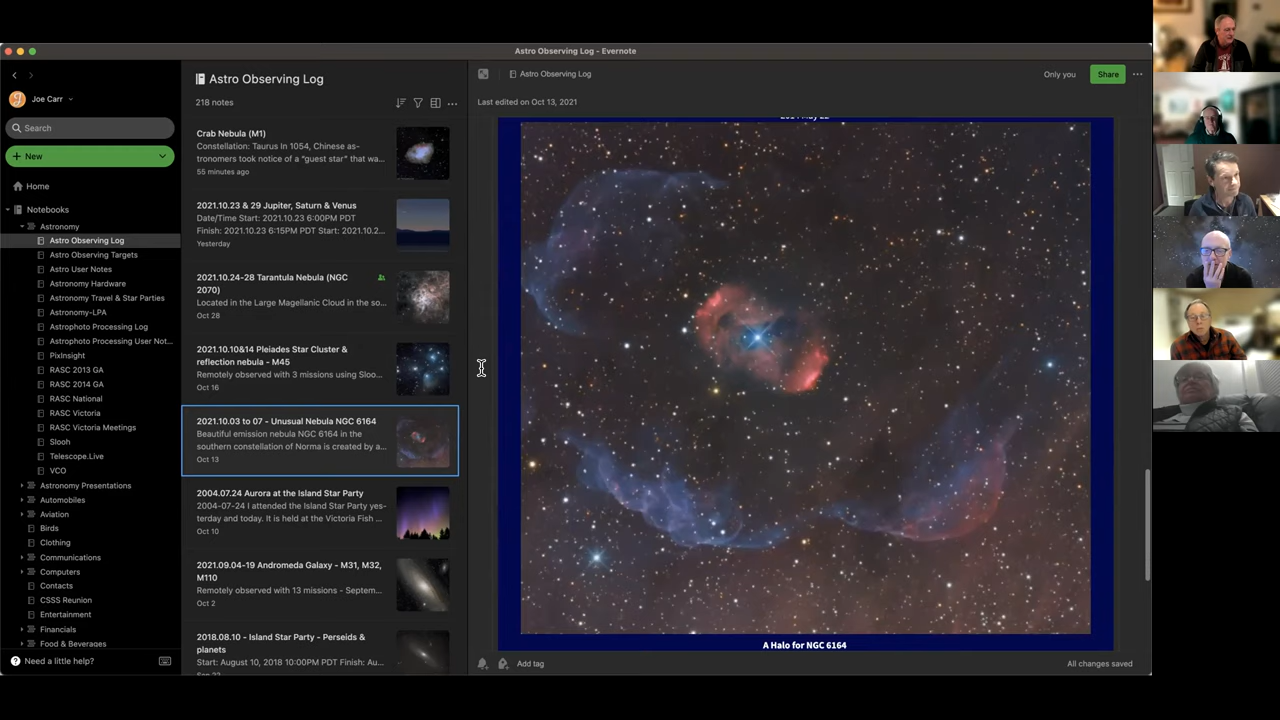 Astro Observing Log - Evernote
Joe Carr
Search
New
Home
Notebooks
Astronomy
Astro Observing Log
Astro Observing Targets
Astro User Notes
Astronomy Hardware
Astronomy Travel & Star Parties
Astronomy-LPA
Astrophoto Processing Log
Astrophoto Processing User Not...
PixInsight
RASC 2013 GA
RASC 2014 GA
RASC National
RASC Victoria
RASC Victoria Meetings
Slooh
Telescope.Live
VCO
Astronomy Presentations
Automobiles
Aviation
Birds
Clothing
Communications
Computers
Contacts
CSSS Reunion
Entertainment
Financials
Food & Beverages
Need a little help?
Astro Observing Log
218 notes
Crab Nebula (M1)
Constellation: Taurus In 1054, Chinese as-
tronomers took notice of a “guest star” that wa...
55 minutes ago
2021.10.23 & 29 Jupiter, Saturn & Venus
Date/Time Start: 2021.10.23 6:00PM PDT
Finish: 2021.10.23 6:15PM PDT Start: 2021.10.2...
Yesterday
2021.10.24-28 Tarantula Nebula (NGC
2070)
Located in the Large Magellanic Cloud in the so...
Oct 28
2021.10.10&14 Pleiades Star Cluster &
reflection nebula - M45
Remotely observed with 3 missions using Sloo...
Oct 16
2021.10.03 to 07 - Unusual Nebula NGC 6164
Beautiful emission nebula NGC 6164 in the
southern constellation of Norma is created by a...
Oct 13
2004.07.24 Aurora at the Island Star Party
2004-07-24 I attended the Island Star Party yes-
terday and today. It is held at the Victoria Fish ...
Oct 10
2021.09.04-19 Andromeda Galaxy - M31, M32,
M110
Remotely observed with 13 missions - Septem...
Oct 2
2018.08.10 - Island Star Party - Perseids &
planets
Start: August 10, 2018 10:00PM PDT Finish: Au...
Astro Observing Log
Only you
Share
Last edited on Oct 13, 2021
A Halo for NGC 6164
Add tag
All changes saved